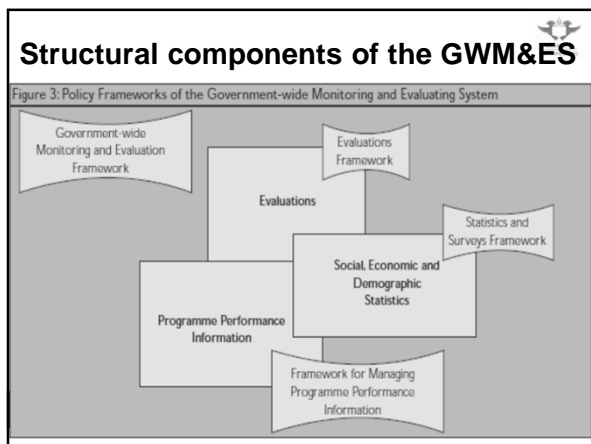 Structural components of the GWM&ES
Figure 3: Policy Frameworks of the Government-wide Monitoring and Evaluating System
Government-wide
Monitoring and Evaluation
Framework
Evaluations
Framework
Evaluations
Statistics and
Surveys Framework
Social, Economic and
Demographic
Statistics
Programme Performance
Information
Framework for Managing
Programme Performance
Information